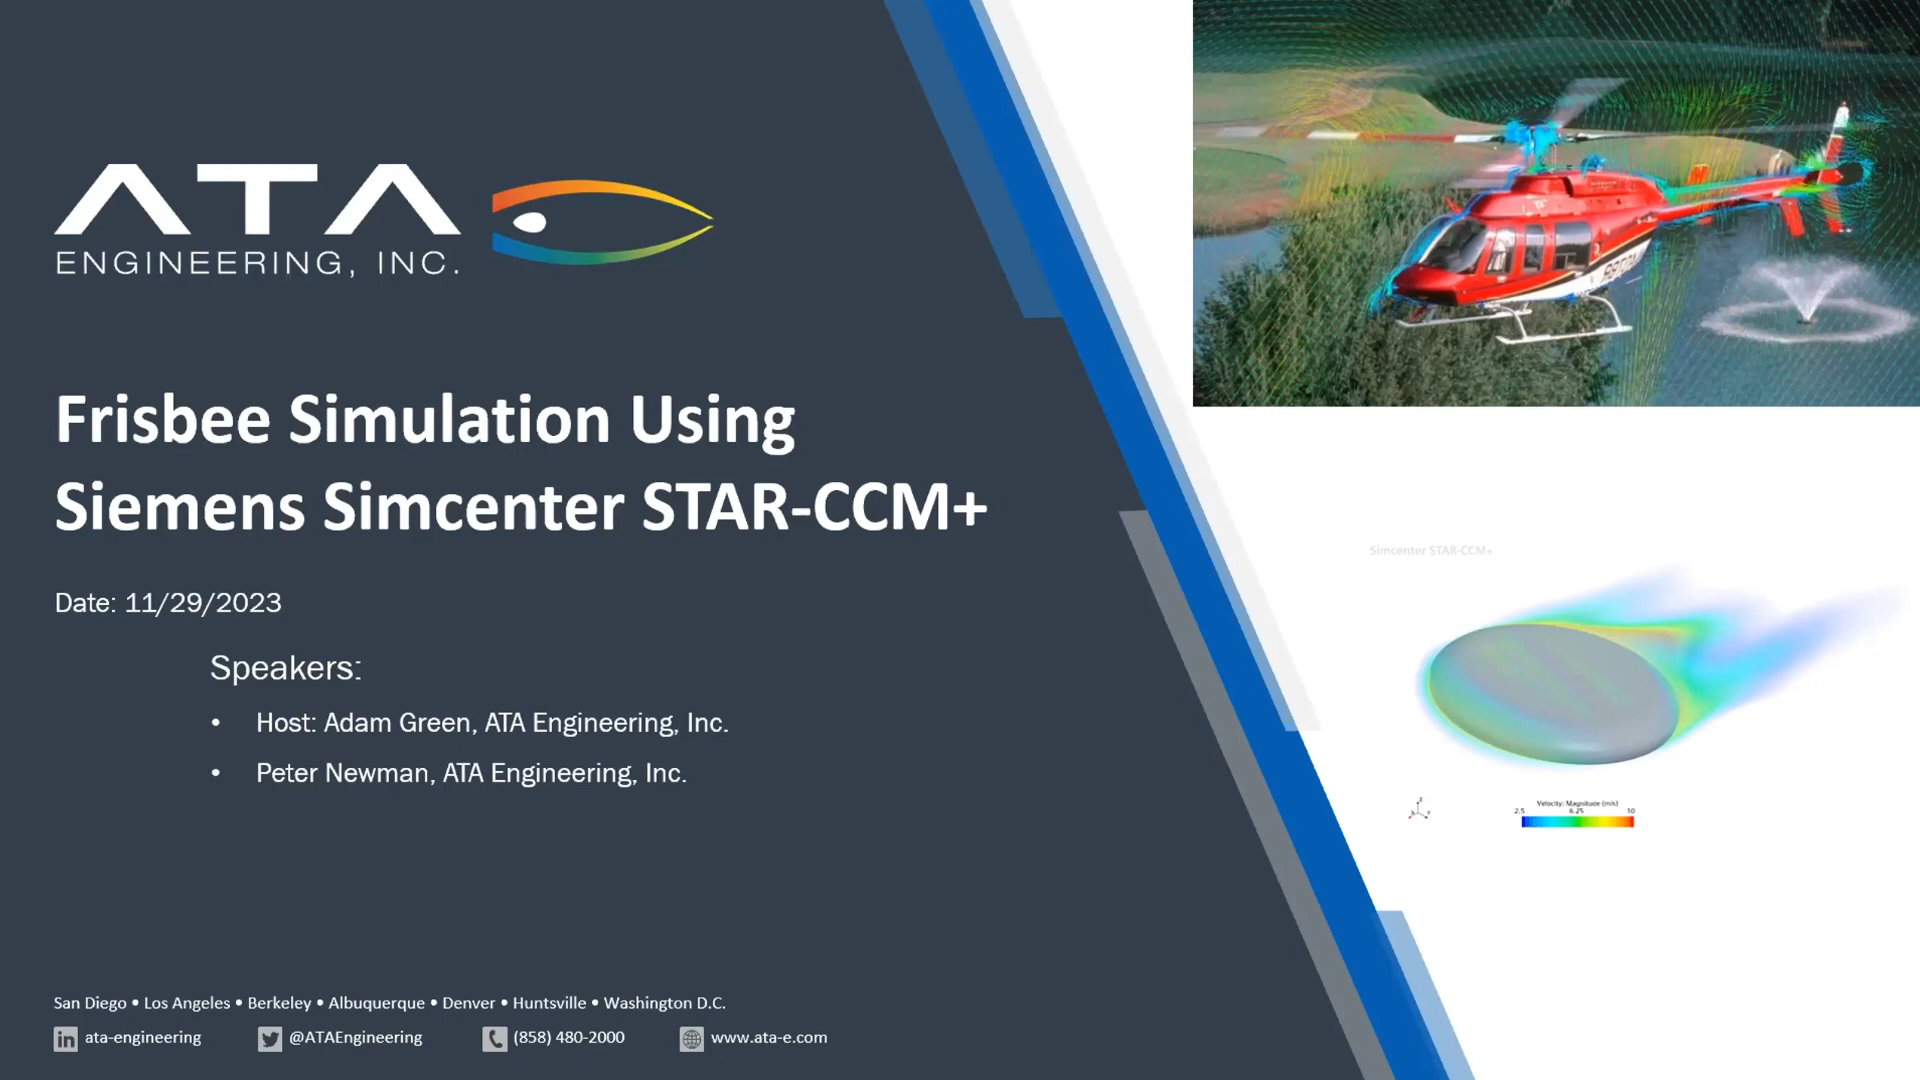 ATA
ENGINEERING, INC.
Frisbee Simulation Using
Siemens Simcenter STAR-CCM+
Date: 11/29/2023
Speakers:
• Host: Adam Green, ATA Engineering, Inc.
• Peter Newman, ATA Engineering, Inc.
San Diego • Los Angeles • Berkeley • Albuquerque • Denver • Huntsville • Washington D.C.
in ata-engineering @ATAEngineering (858) 480-2000 www.ata-e.com
Simcenter STAR-CCM+
Velocity: Magnitude (m/s)
2.5 6.25 10